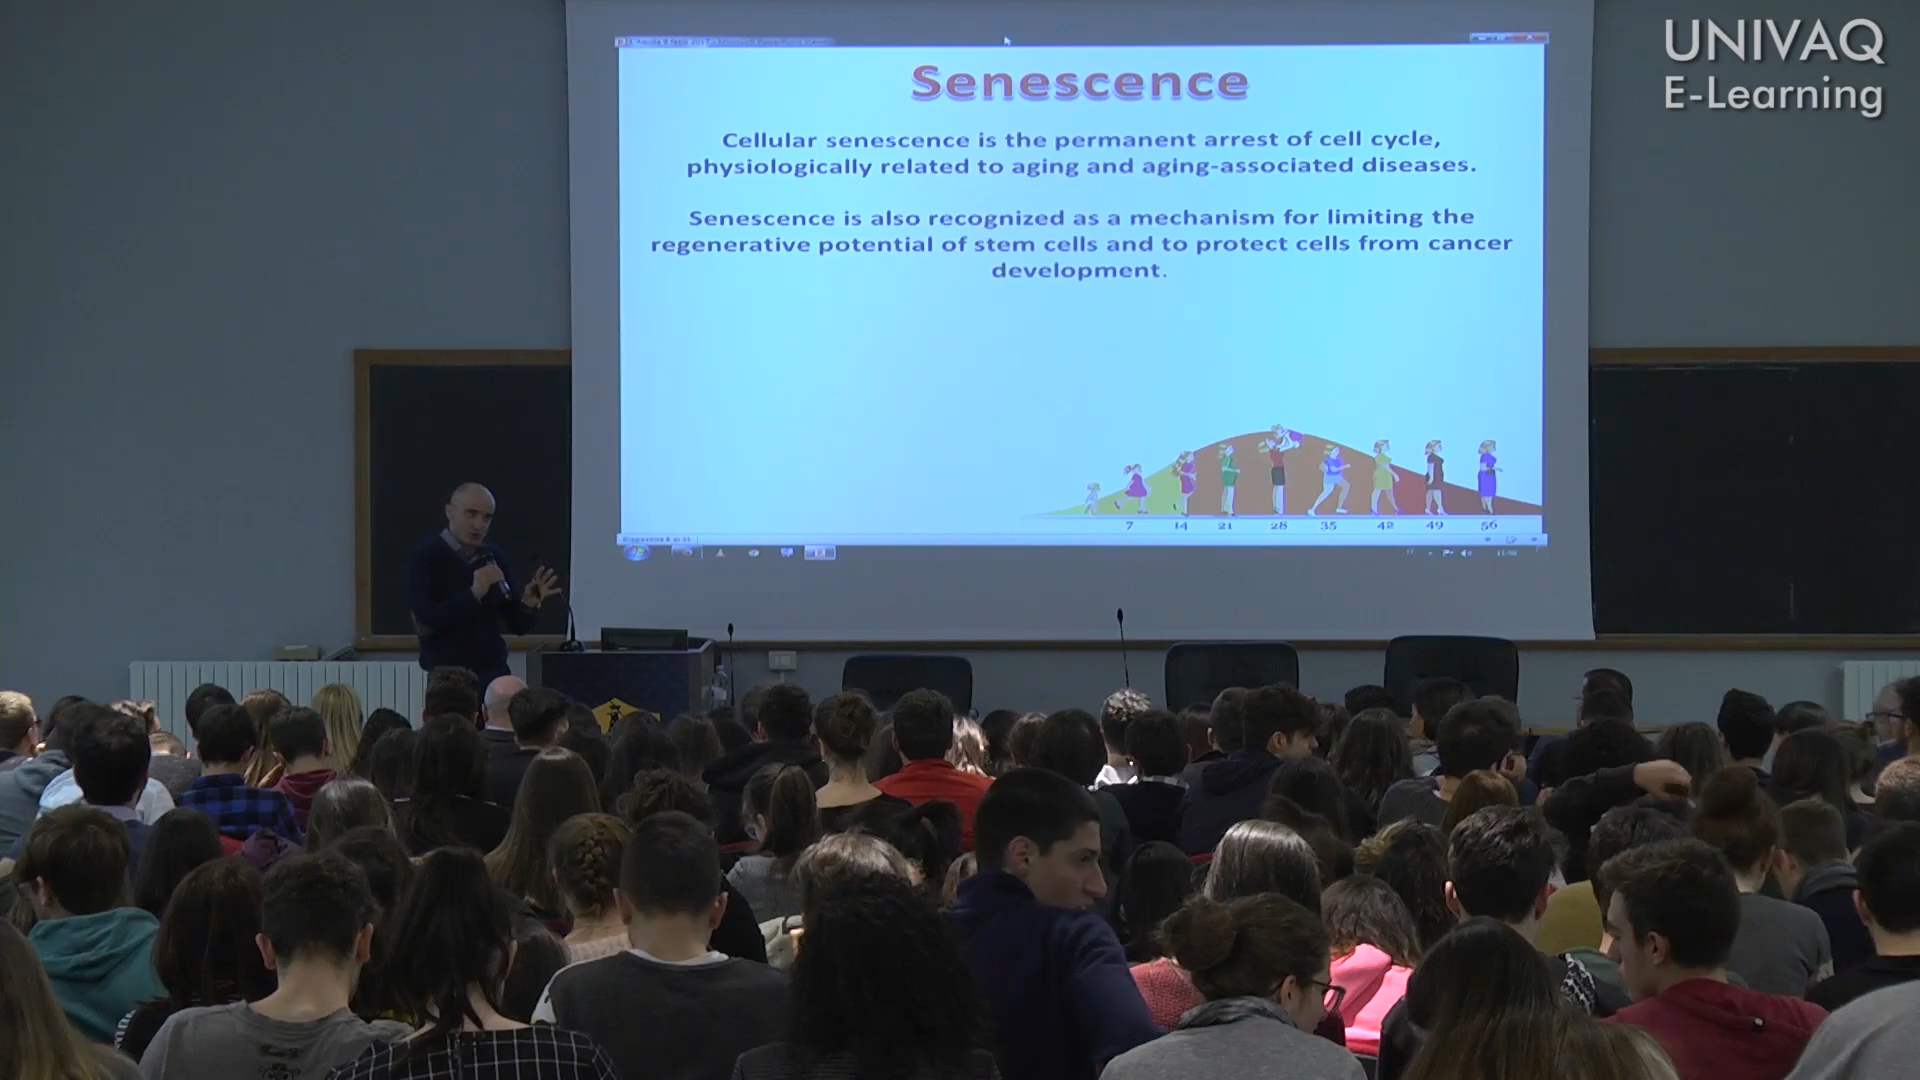 UNIVAQ
E-Learning
Senescence
Cellular senescence is the permanent arrest of cell cycle,
physiologically related to aging and aging-associated diseases.
Senescence is also recognized as a mechanism for limiting the
regenerative potential of stem cells and to protect cells from cancer
development.
7 14 21 28 35 42 49 56